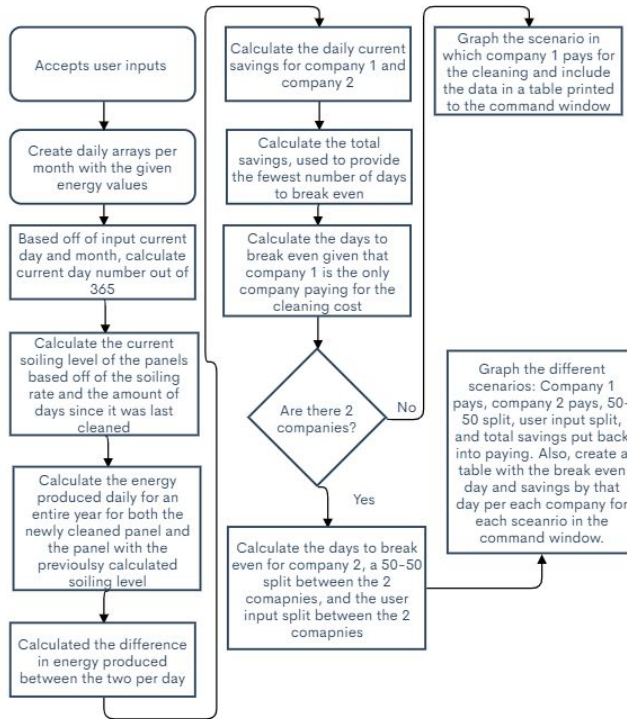 Accepts user inputs
Create daily arrays per
month with the given
energy values
Based off of input current
day and month, calculate
current day number out of
365
Calculate the current
soiling level of the panels
based off of the soiling
rate and the amount of
days since it was last
cleaned
Calculate the energy
produced daily for an
entire year for both the
newly cleaned panel and
the panel with the
previoulsy calculated
soiling level
Calculated the difference
in energy produced
between the two per day
Calculate the daily current
savings for company 1 and
company 2
Calculate the total
savings, used to provide
the fewest number of days
to break even
Calculate the days to
break even given that
company 1 is the only
company paying for the
cleaning cost
Are there 2
companies?
No
Yes
Calculate the days to break
even for company 2, a 50-50
split between the 2
comapnies, and the user
input split between the 2
comapnies
Graph the scenario in
which company 1 pays for
the cleaning and include
the data in a table printed
to the command window
Graph the different
scenarios: Company 1
pays, company 2 pays, 50-
50 split, user input split,
and total savings put back
into paying. Also, create a
table with the break even
day and savings by that
day per each company for
each sceanrio in the
command window.